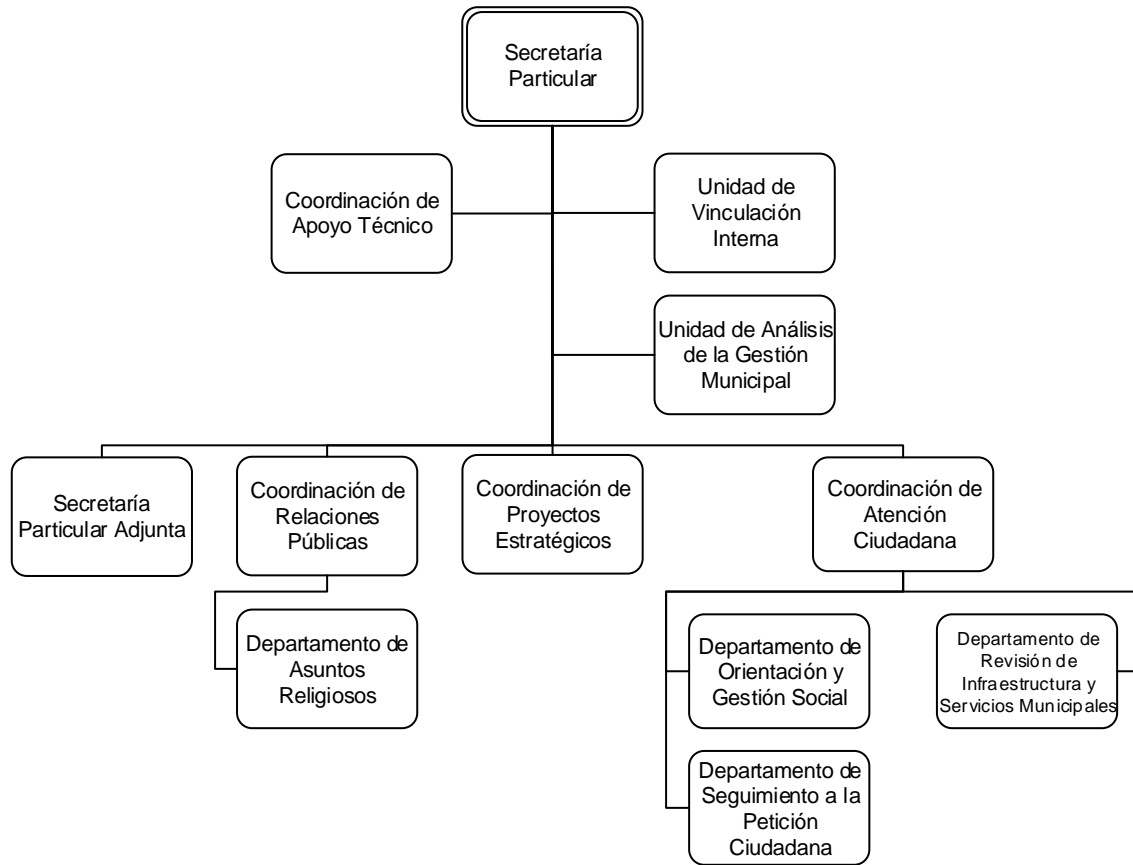 Secretaría
Particular
Coordinación de
Apoyo Técnico
Unidad de
Vinculación
Interna
Unidad de Análisis
de la Gestión
Municipal
Secretaría
Particular Adjunta
Coordinación de
Relaciones
Públicas
Coordinación de
Proyectos
Estratégicos
Coordinación de
Atención
Ciudadana
Departamento de
Asuntos
Religiosos
Departamento de
Orientación y
Gestión Social
Departamento de
Revisión de
Infraestructura y
Servicios Municipales
Departamento de
Seguimiento a la
Petición
Ciudadana